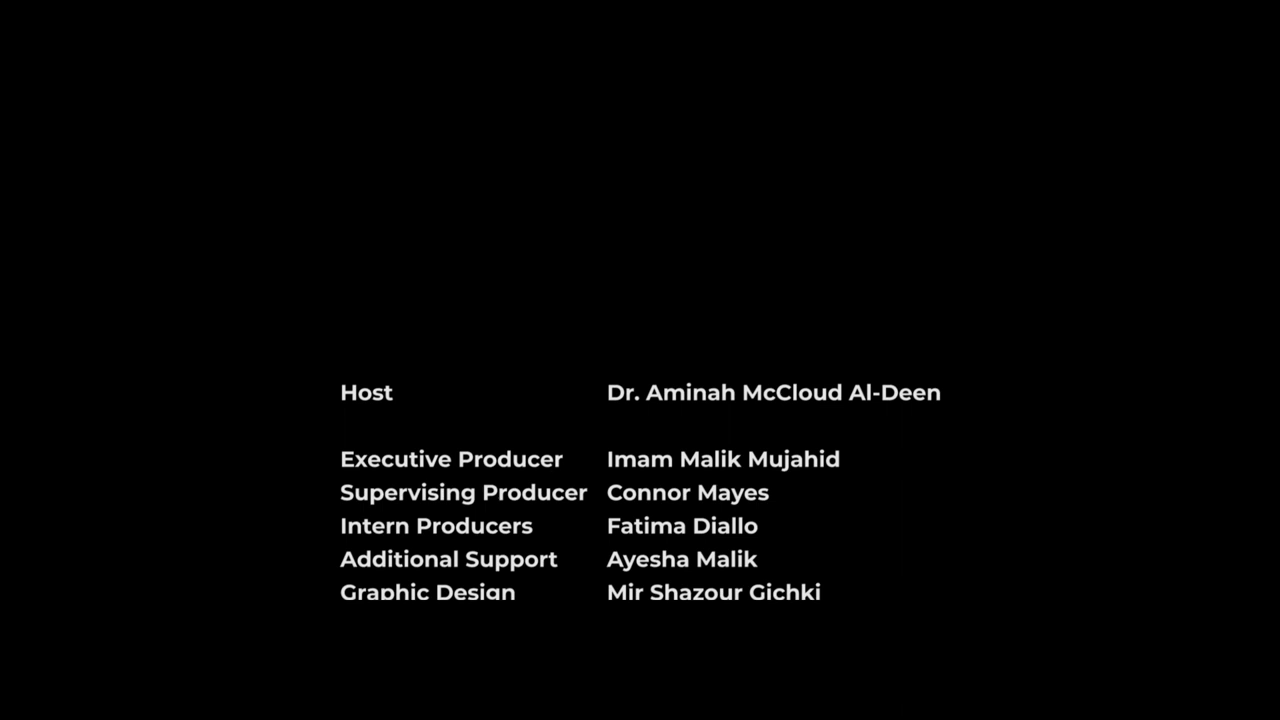 Host Dr. Aminah McCloud Al-Deen
Executive Producer Imam Malik Mujahid
Supervising Producer Connor Mayes
Intern Producers Fatima Diallo
Additional Support Ayesha Malik
Graphic Design Mir Shazour Gichki